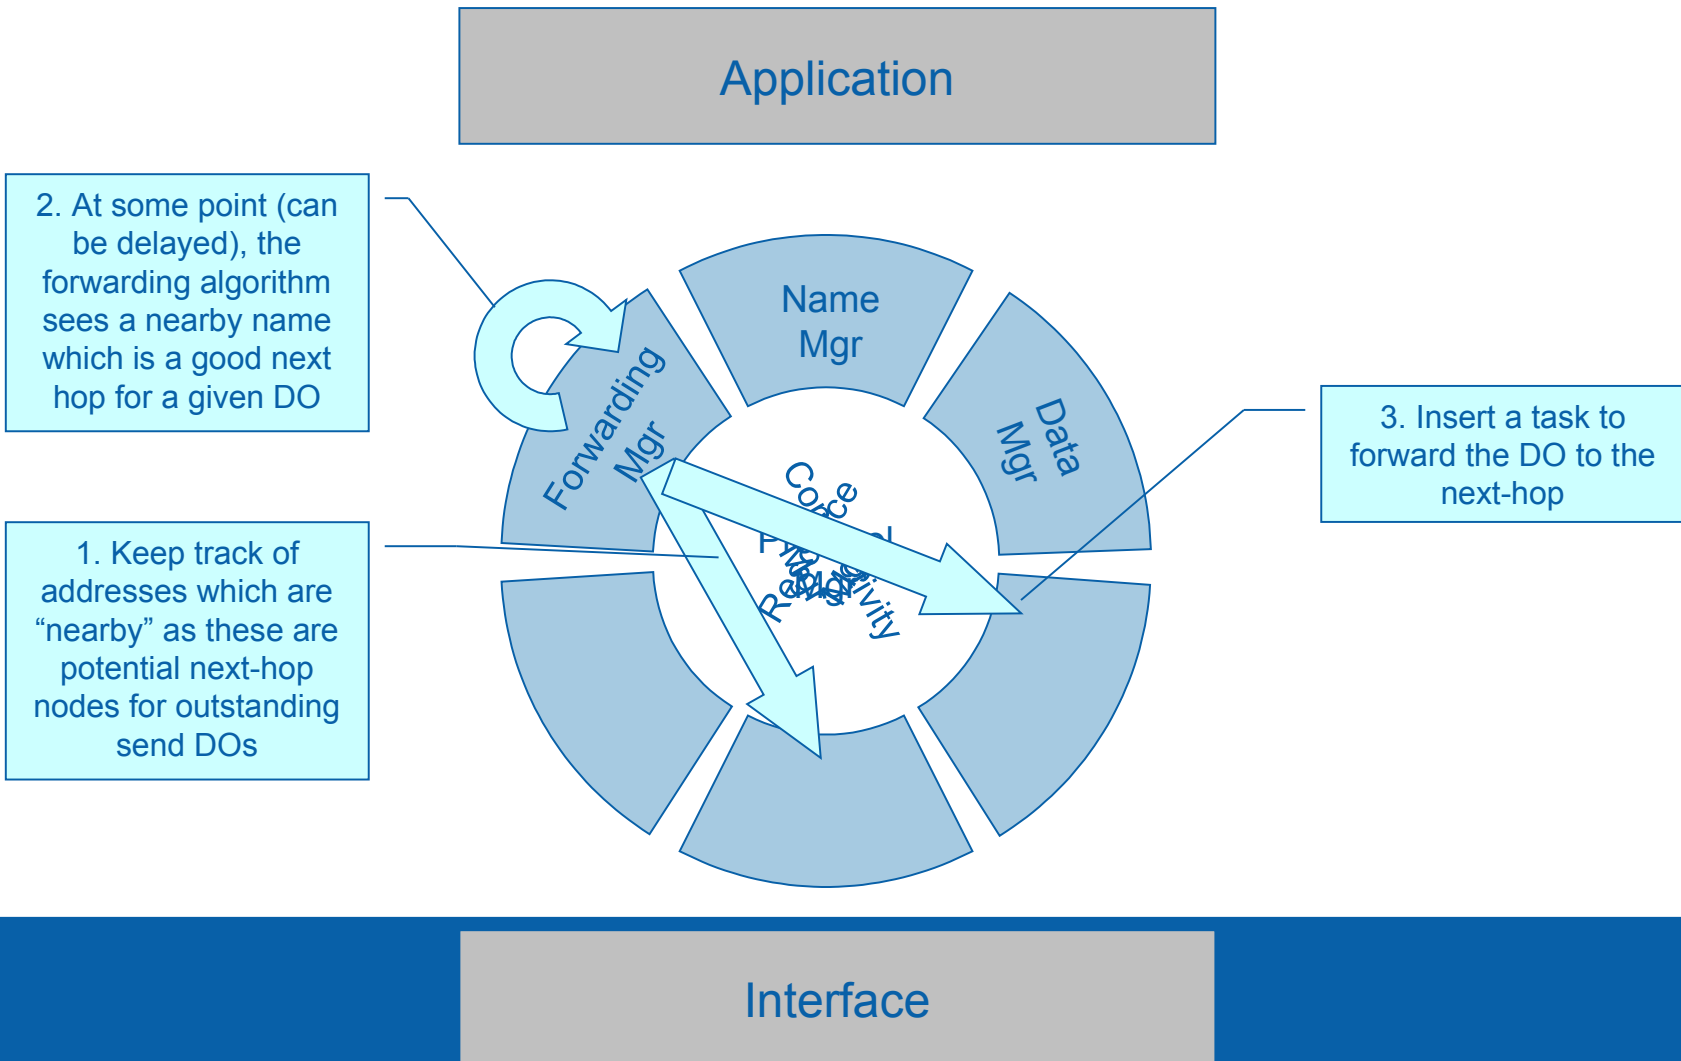 Application
2. At some point (can
be delayed), the
forwarding algorithm
sees a nearby name
which is a good next
hop for a given DO
Name
Mgr
Forwarding
Mgr
Data
Mgr
3. Insert a task to
forward the DO to the
next-hop
1. Keep track of
addresses which are
“nearby” as these are
potential next-hop
nodes for outstanding
send DOs
Mgr
Interface